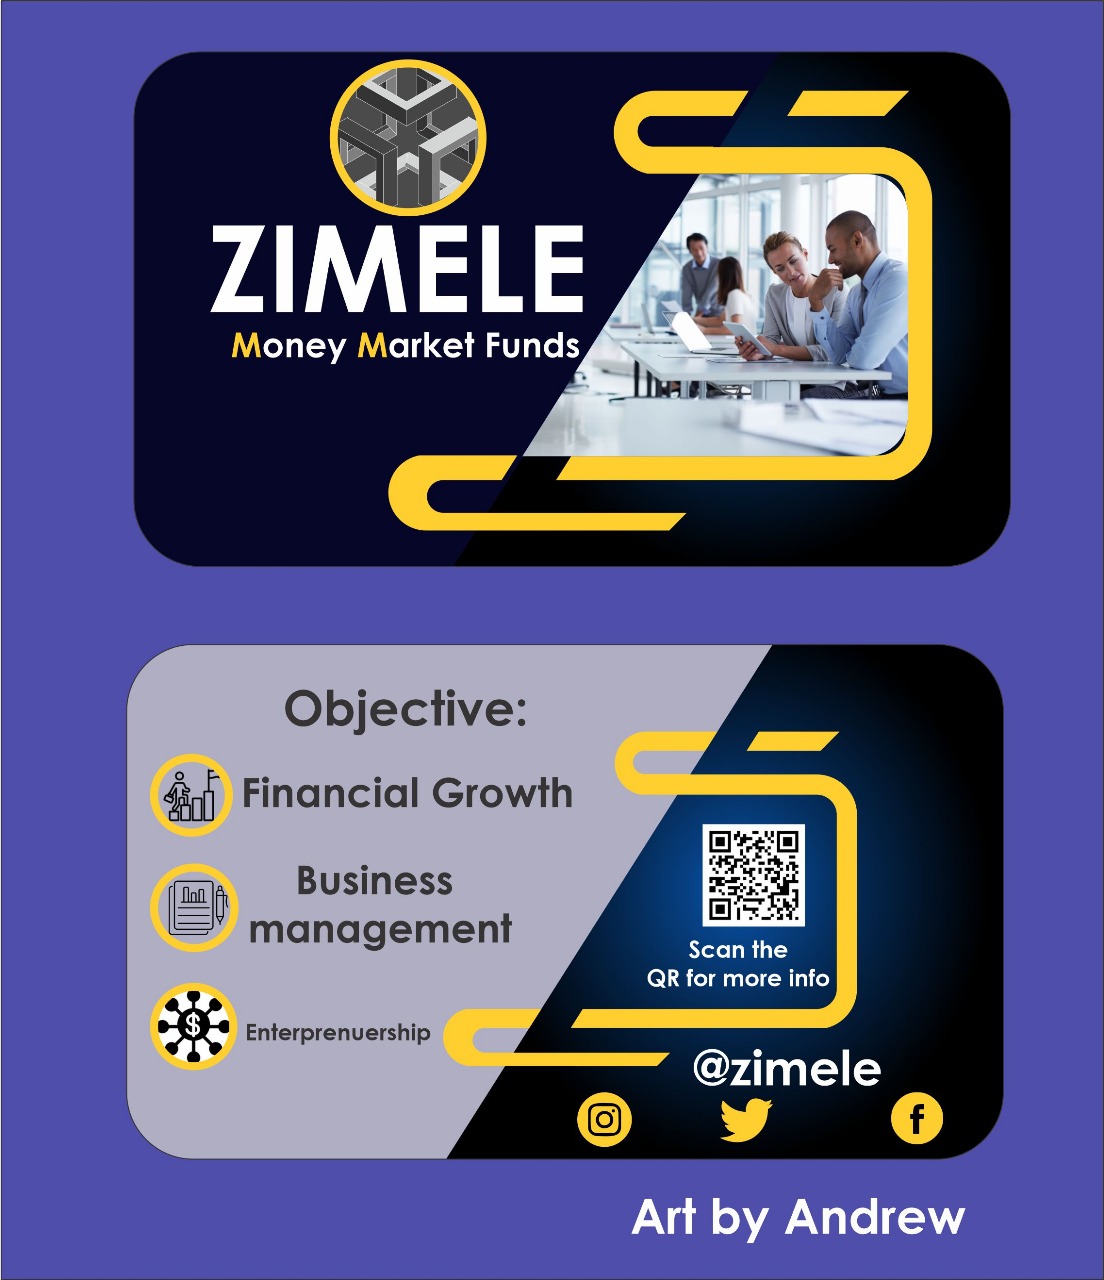 ZIMELE
Money Market Funds
Objective:
Financial Growth
Business
management
Enterprenuership
Scan the
QR for more info
@zimele
Art by Andrew